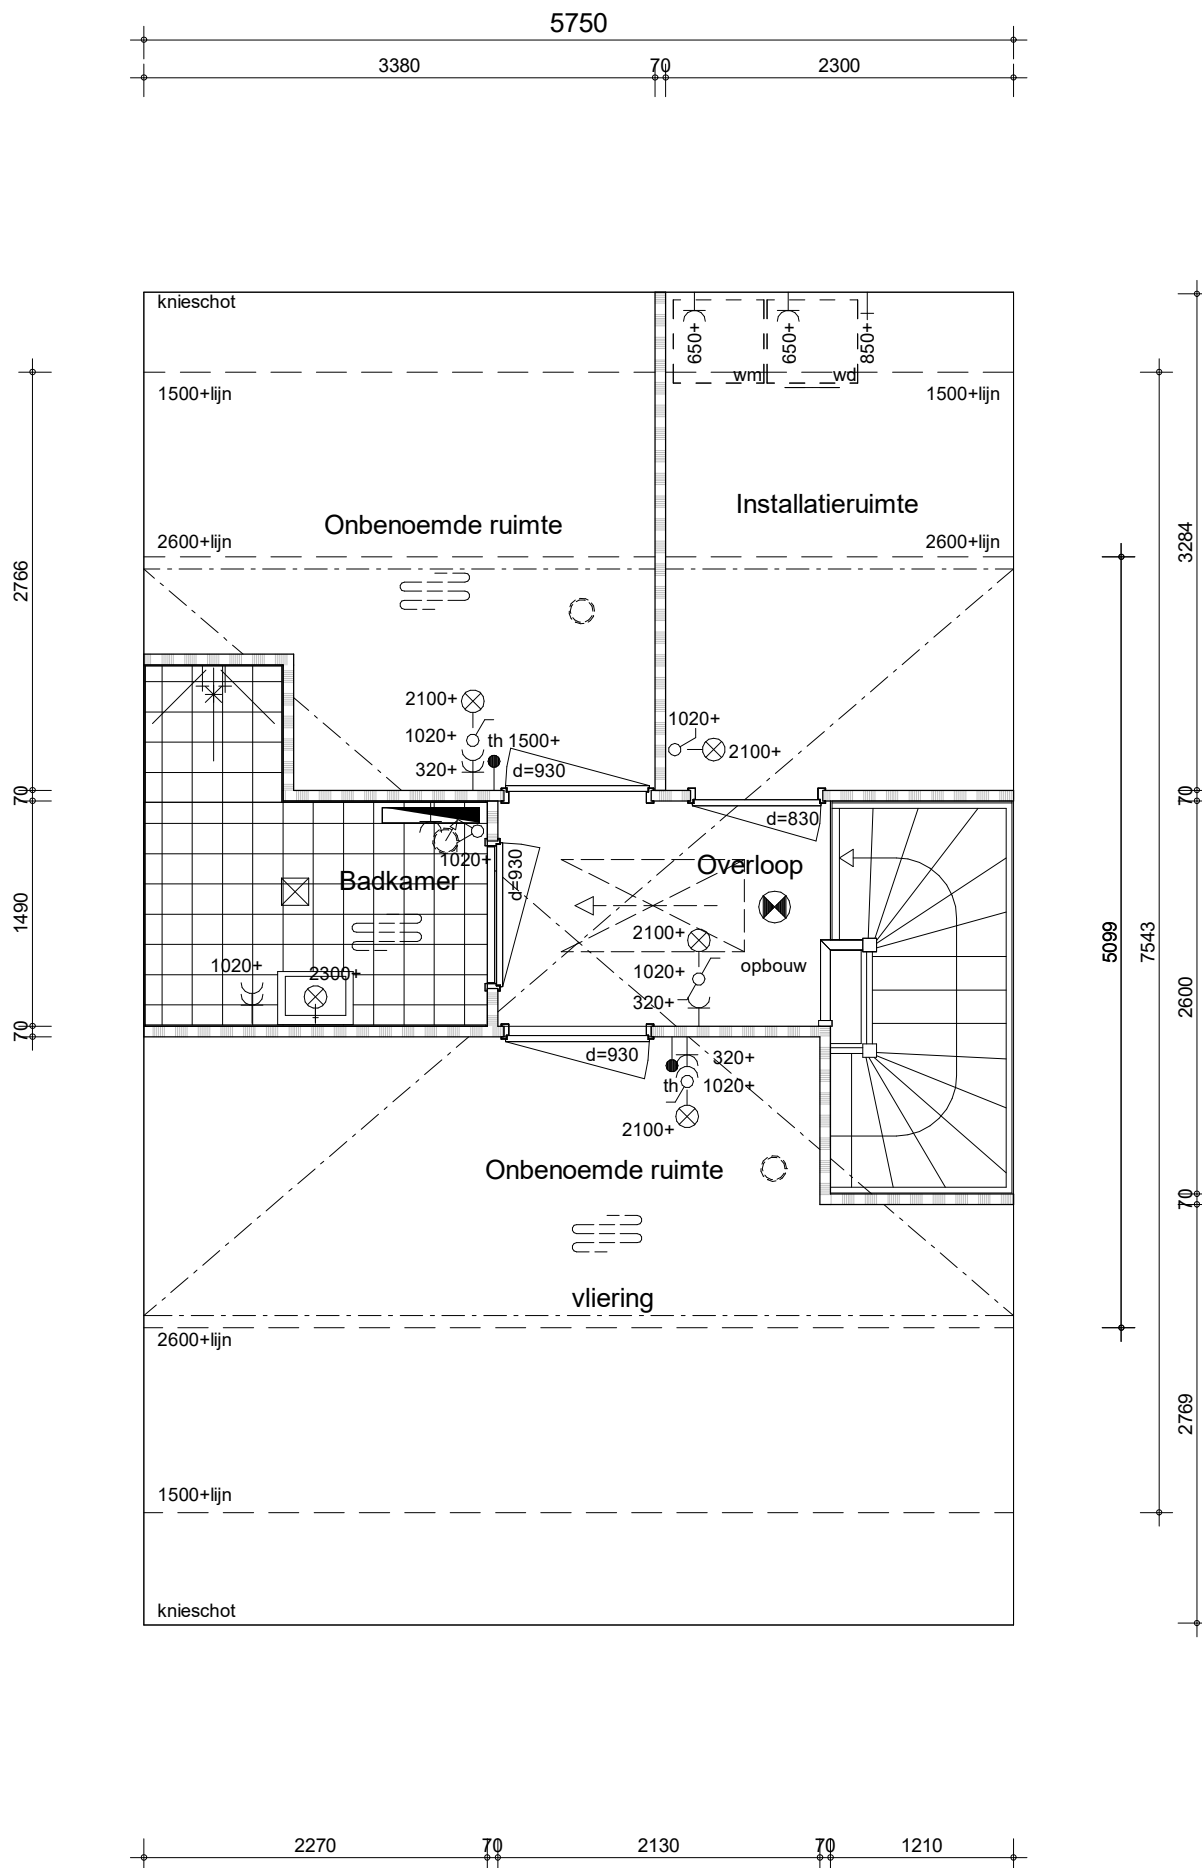 5750
3380 70 2300
knieschot
650+ 650+ 850+
wm wd
1500+lijn 1500+lijn
Onbenoemde ruimte Installatieruimte
2600+lijn 2600+lijn
2766
3284
2100+
1020+ th 1500+
320+ d=930
1020+
2100+
70
70
d=830
1020+
d=930
Badkamer
Overloop
1490
2100+
1020+ 2300+
1020+ opbouw
320+
5099
7543
2600
70
d=930
320+
th 1020+
2100+
Onbenoemde ruimte
70
vliering
2600+lijn
2769
1500+lijn
knieschot
2270 70 2130 70 1210